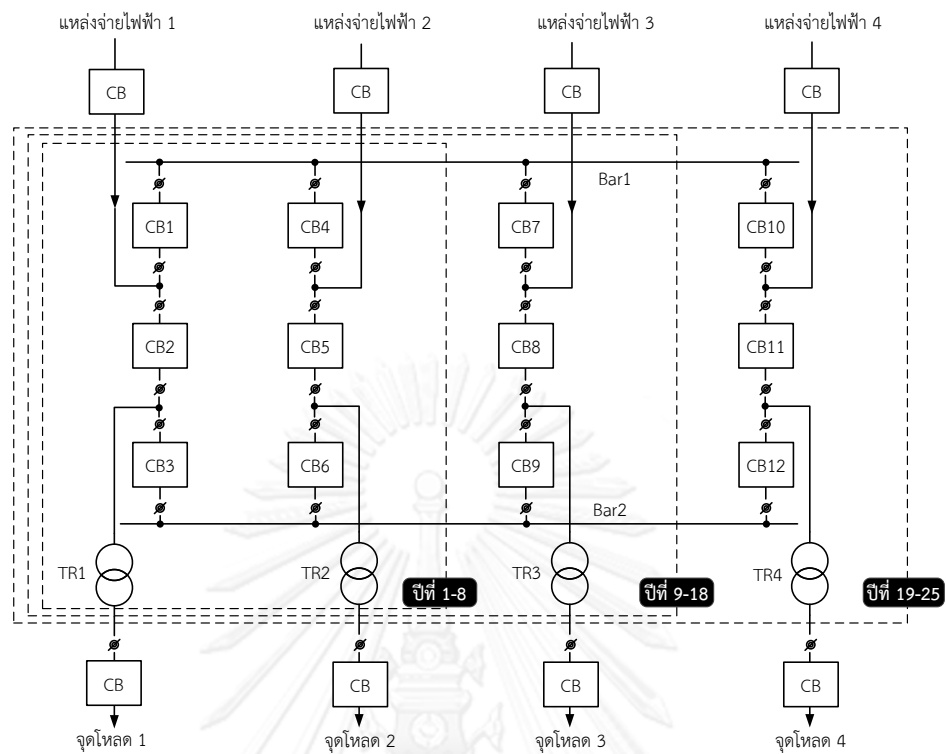 แหล่งจ่ายไฟฟ้า 1 แหล่งจ่ายไฟฟ้า 2 แหล่งจ่ายไฟฟ้า 3 แหล่งจ่ายไฟฟ้า 4
CB CB CB CB
Bar1
CB1 CB4 CB7 CB10
CB2 CB5 CB8 CB11
CB3 CB6 CB9 CB12
Bar2
TR1 TR2 TR3 TR4
ปีที่ 1-8 ปีที่ 9-18 ปีที่ 19-25
CB CB CB CB
จุดโหลด 1 จุดโหลด 2 จุดโหลด 3 จุดโหลด 4